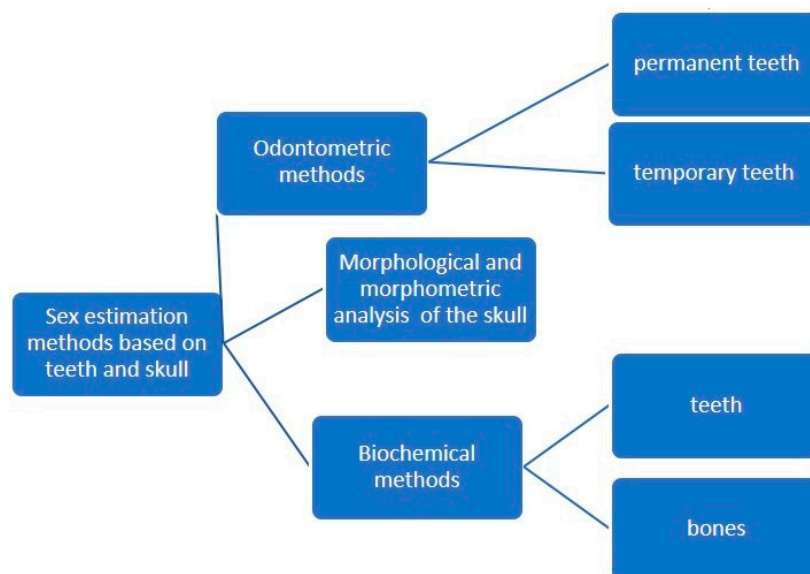 permanent teeth
Odontometric
methods
temporary teeth
Morphological and
morphometric
analysis of the skull
Sex estimation
methods based on
teeth and skull
teeth
Biochemical
methods
bones